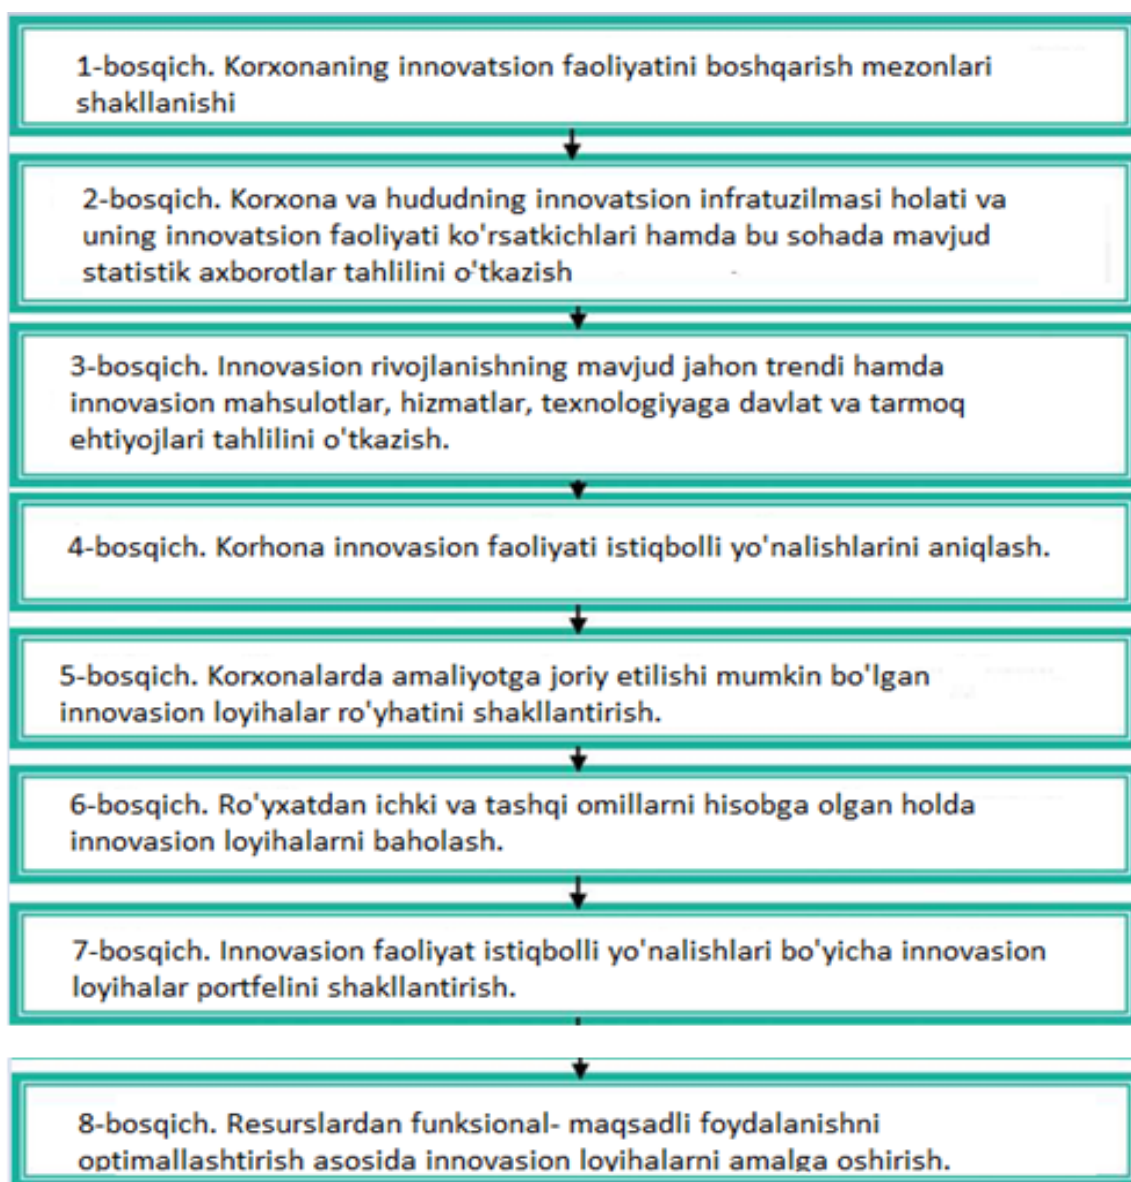 1-bosqich. Korxonaning innovatsion faoliyatini boshqarish mezonlari
shakllanishi
2-bosqich. Korxona va hududning innovatsion infratuzilmasi holati va
uning innovatsion faoliyati ko'rsatkichlari hamda bu sohada mavjud
statistik axborotlar tahlilini o'tkazish
3-bosqich. Innovasion rivojlanishning mavjud jahon trendi hamda
innovasion mahsulotlar, hizmatlar, texnologiyaga davlat va tarmoq
ehtiyojlari tahlilini o'tkazish.
4-bosqich. Korhona innovasion faoliyati istiqbolli yo'nalishlarini aniqlash.
5-bosqich. Korxonalarda amaliyotga joriy etilishi mumkin bo'lgan
innovasion loyihalar ro'yhatini shakllantirish.
6-bosqich. Ro'yxatdan ichki va tashqi omillarni hisobga olgan holda
innovasion loyihalarni baholash.
7-bosqich. Innovasion faoliyat istiqbolli yo'nalishlari bo'yicha innovasion
loyihalar portfelini shakllantirish.
8-bosqich. Resurslardan funksional- maqsadli foydalanishni
optimallashtirish asosida innovasion loyihalarni amalga oshirish.